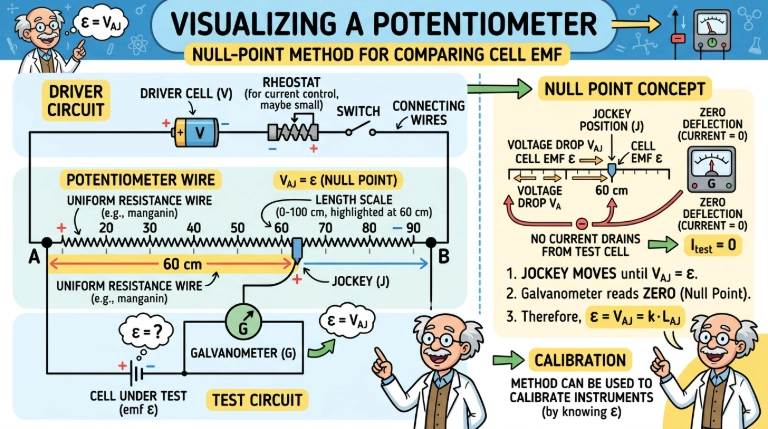 ε = V_AJ
VISUALIZING A POTENTIOMETER
NULL-POINT METHOD FOR COMPARING CELL EMF
DRIVER
CIRCUIT
DRIVER CELL (V)
+
V
−
RHEOSTAT
(for current control,
maybe small)
−
+
SWITCH
CONNECTING
WIRES
POTENTIOMETER WIRE
UNIFORM RESISTANCE WIRE
(e.g., manganin)
V_AJ = ε (NULL POINT)
LENGTH SCALE
(0-100 cm, highlighted at 60 cm)
+
10 20 30 40 50 60 70 80 90
−
A
B
60 cm
UNIFORM RESISTANCE WIRE
(e.g., manganin)
+
JOCKEY (J)
ε = ?
G
GALVANOMETER (G)
ε = V_AJ
+
−
CELL UNDER TEST
(emf ε)
TEST CIRCUIT
NULL POINT CONCEPT
JOCKEY
POSITION (J)
ZERO
DEFLECTION
(CURRENT = 0)
VOLTAGE DROP V_AJ
CELL EMF ε
CELL
EMF ε
G
VOLTAGE
DROP V_A
60 cm
−
ZERO
DEFLECTION
(CURRENT = 0)
NO CURRENT DRAINS
FROM TEST CELL
I_test = 0
1. JOCKEY MOVES until V_AJ = ε.
2. Galvanometer reads ZERO (Null Point).
3. Therefore, ε = V_AJ = k·L_AJ
CALIBRATION
METHOD CAN BE USED TO
CALIBRATE INSTRUMENTS
(by knowing ε)